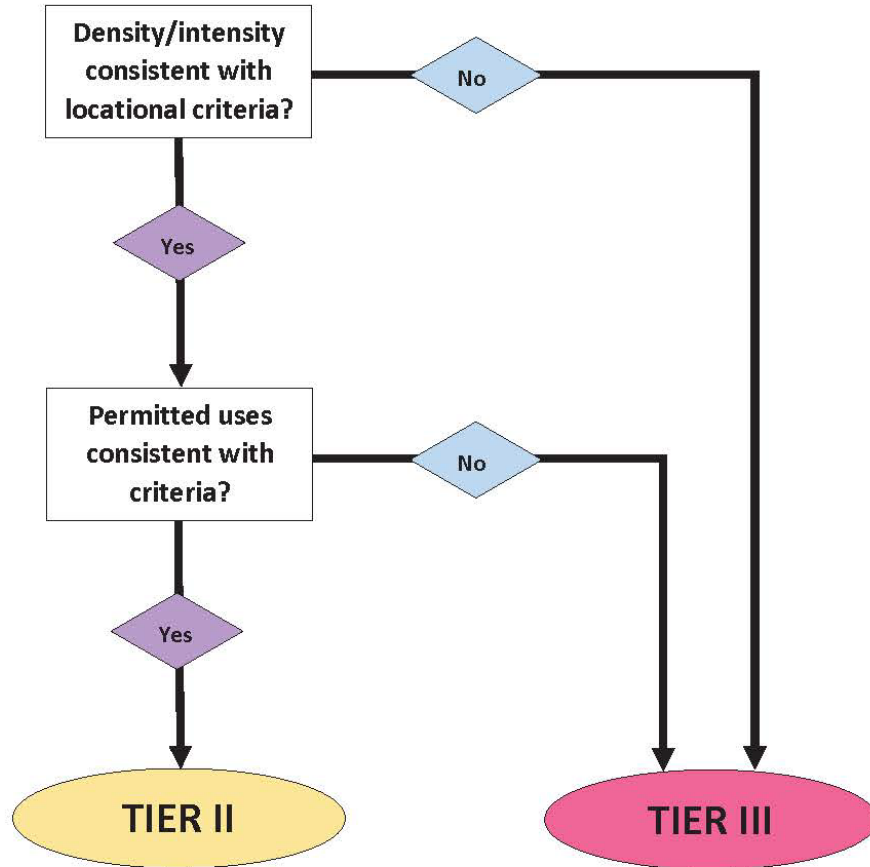 Density/intensity
consistent with
locational criteria?
No
Yes
Permitted uses
consistent with
criteria?
No
Yes
TIER II
TIER III